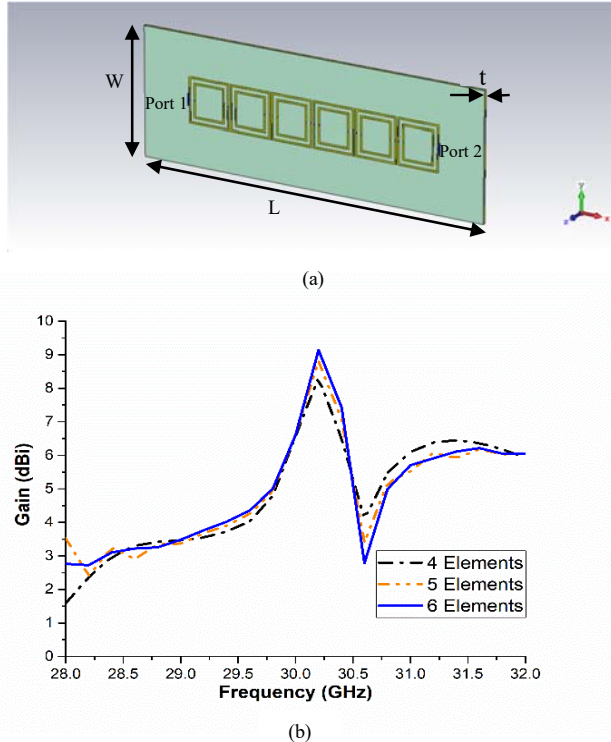 W
t
Port 1
Port 2
L
y
z
x
(a)
10
9
8
7
6
5
4
3
2
1
0
Gain (dBi)
4 Elements
5 Elements
6 Elements
28.0 28.5 29.0 29.5 30.0 30.5 31.0 31.5 32.0
Frequency (GHz)
(b)